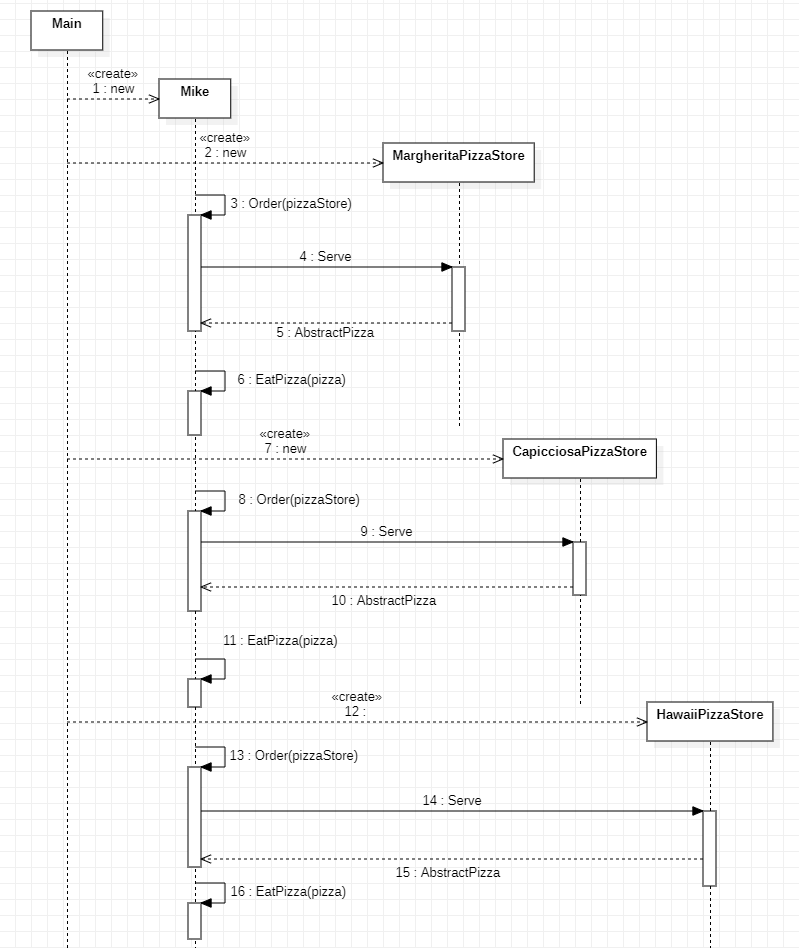 Main
«create»
1 : new
Mike
«create»
2 : new
MargheritaPizzaStore
3 : Order(pizzaStore)
4 : Serve
5 : AbstractPizza
6 : EatPizza(pizza)
«create»
7 : new
CapicciosaPizzaStore
8 : Order(pizzaStore)
9 : Serve
10 : AbstractPizza
11 : EatPizza(pizza)
«create»
12 :
HawaiiPizzaStore
13 : Order(pizzaStore)
14 : Serve
15 : AbstractPizza
16 : EatPizza(pizza)